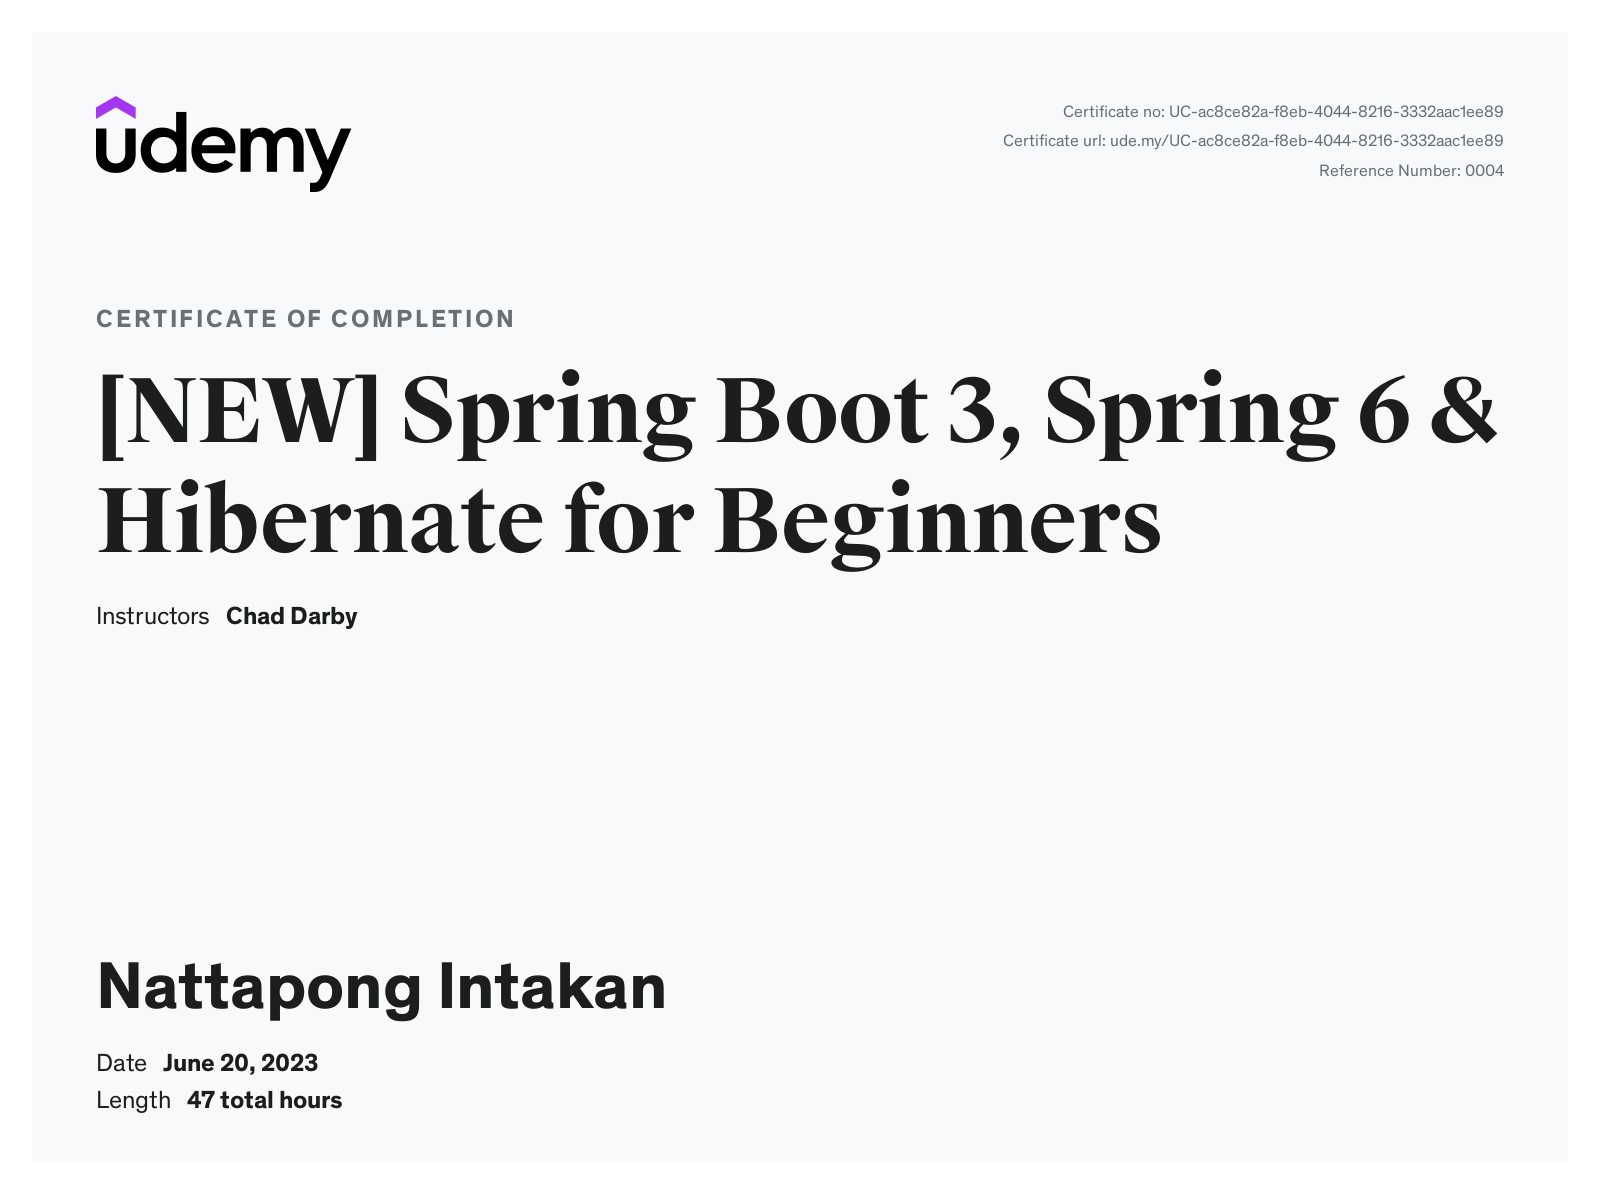 udemy
Certificate no: UC-ac8ce82a-f8eb-4044-8216-3332aac1ee89
Certificate url: ude.my/UC-ac8ce82a-f8eb-4044-8216-3332aac1ee89
Reference Number: 0004
CERTIFICATE OF COMPLETION
[NEW] Spring Boot 3, Spring 6 &
Hibernate for Beginners
Instructors Chad Darby
Nattapong Intakan
Date June 20, 2023
Length 47 total hours